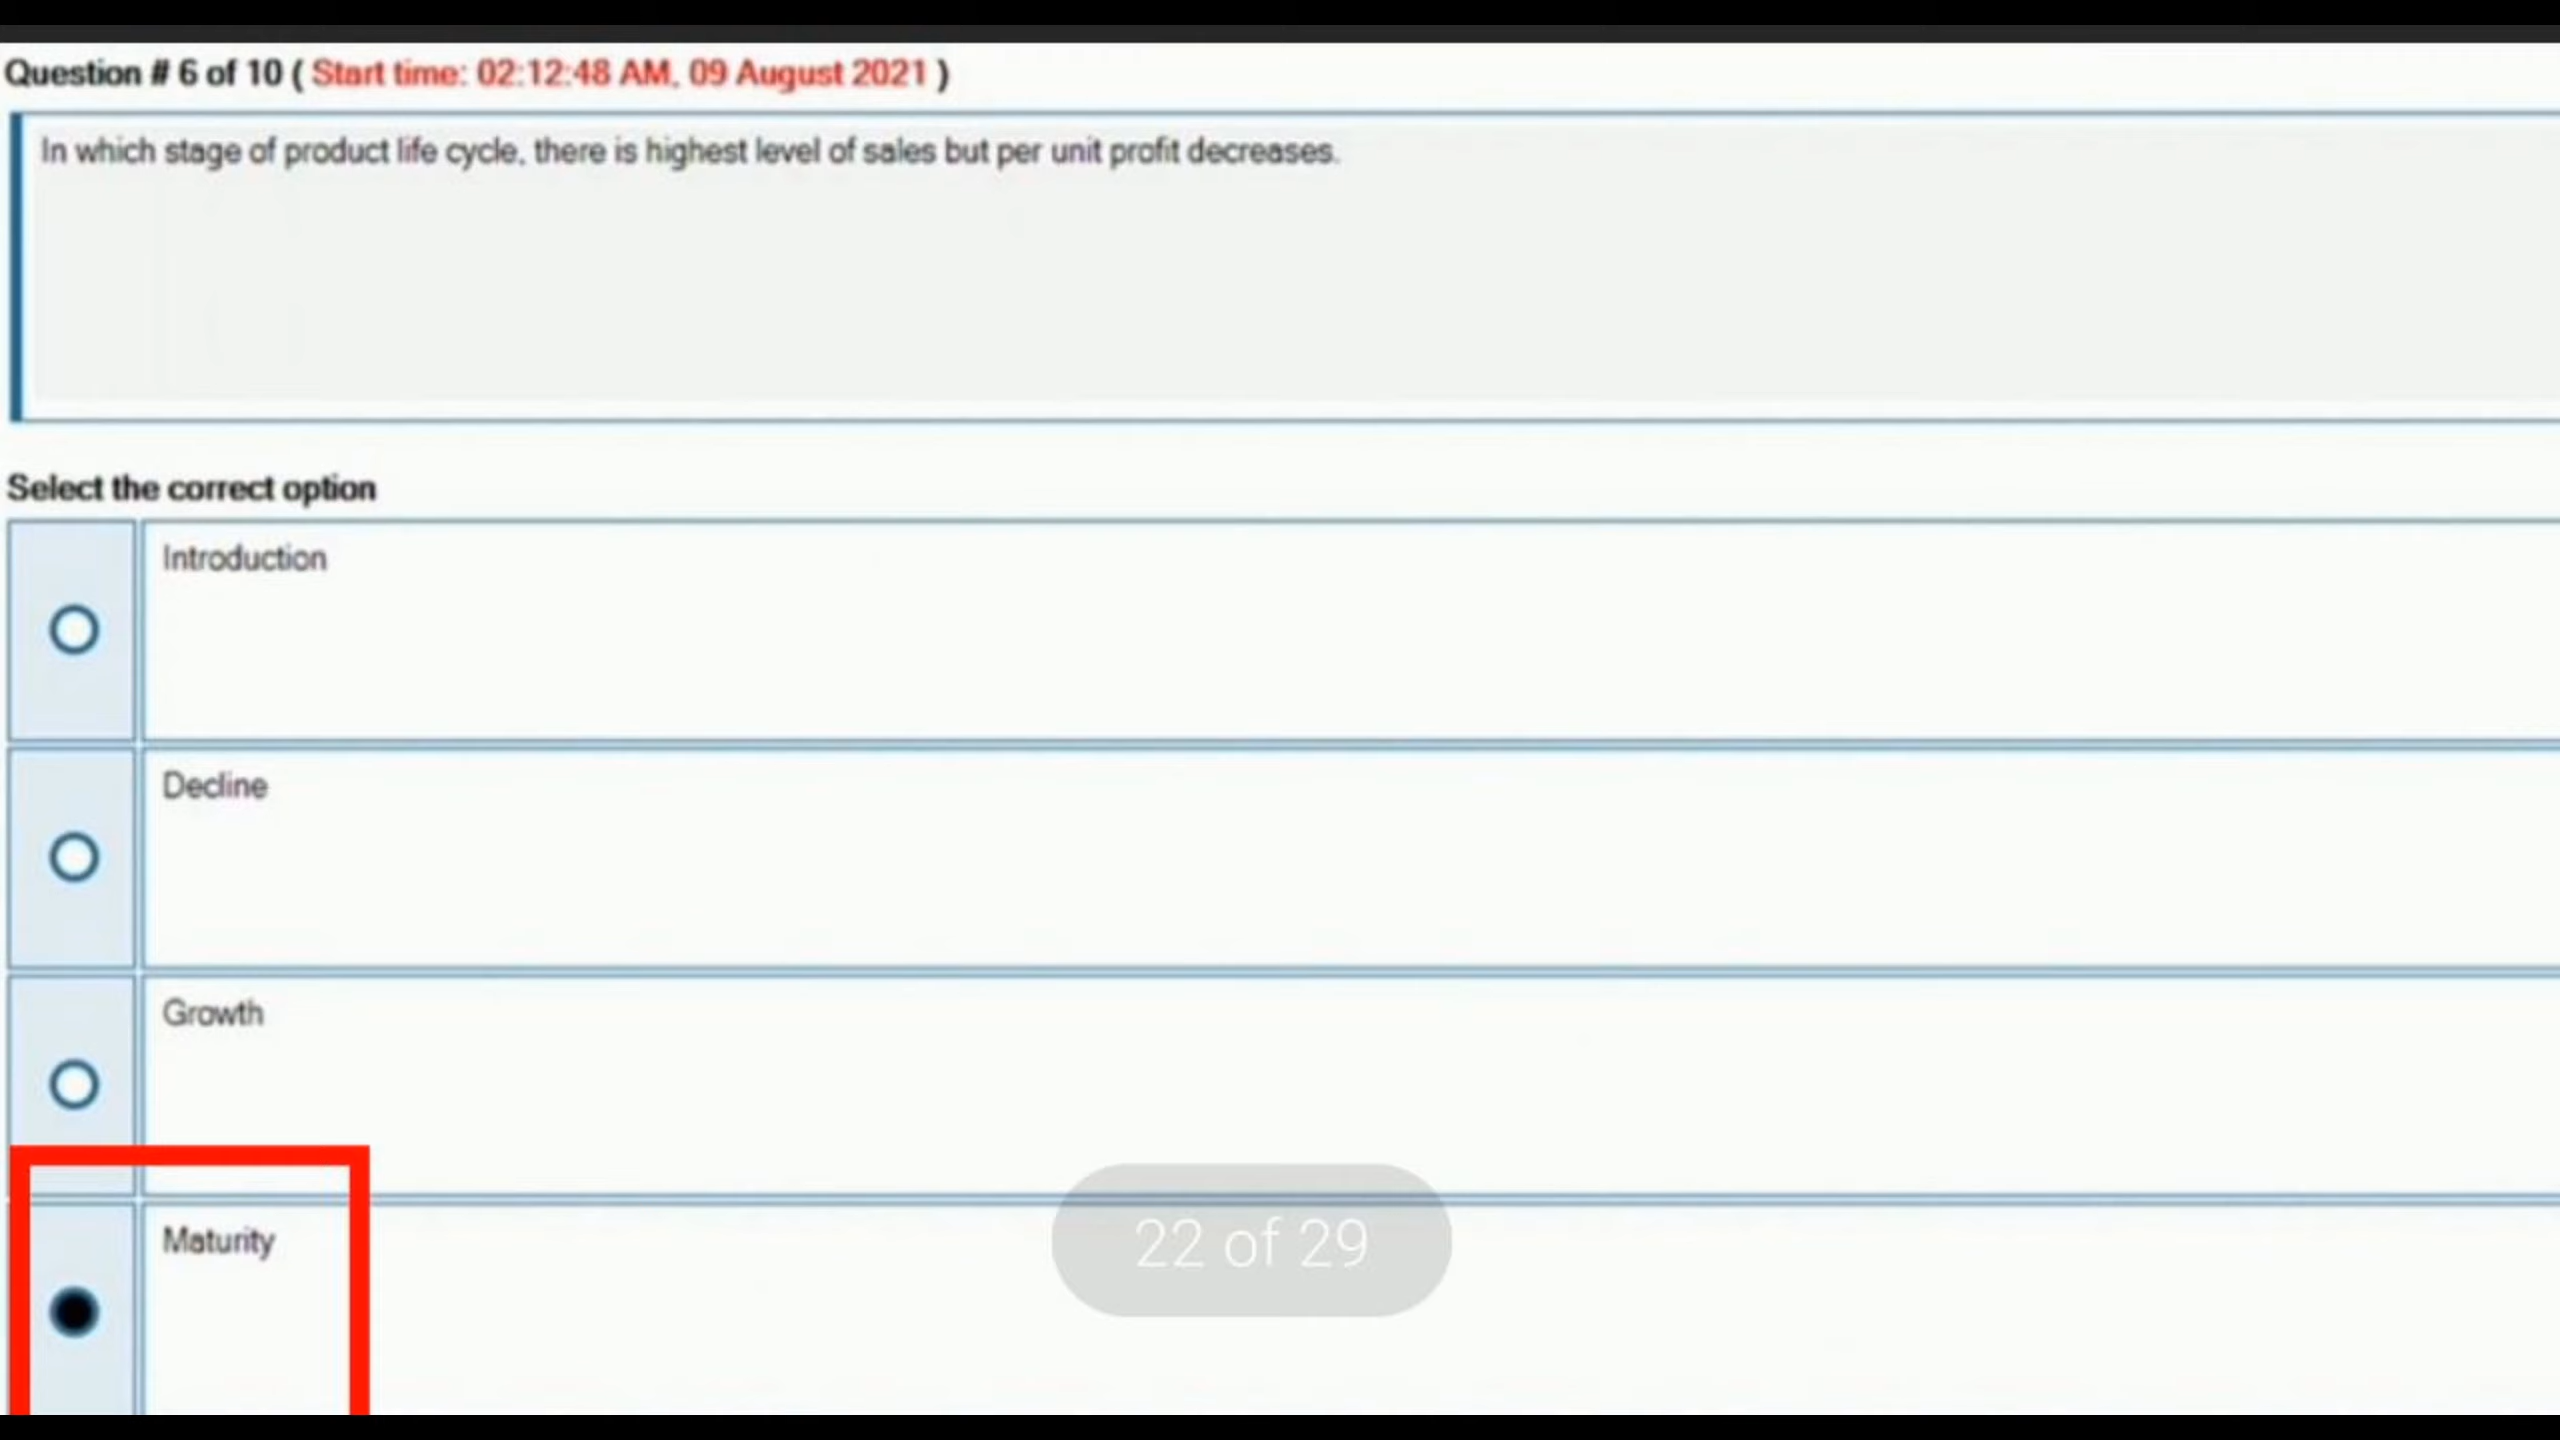 Question # 6 of 10 ( Start time: 02:12:48 AM, 09 August 2021 )
In which stage of product life cycle, there is highest level of sales but per unit profit decreases.
Select the correct option
Introduction
Decline
Growth
Maturity
22 of 29